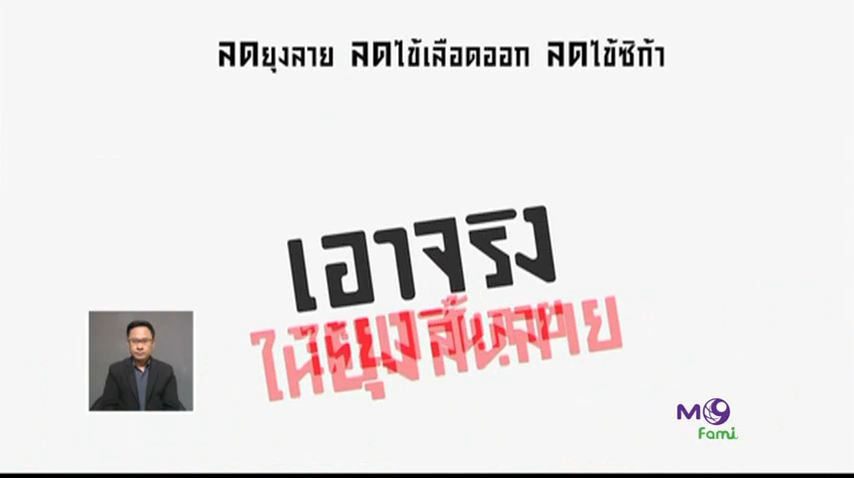 ลดยุงลาย ลดไข้เลือดออก ลดไข้ซิก้า
เอาจริง
ให้ยุงสิ้นลาย
M9
Fami